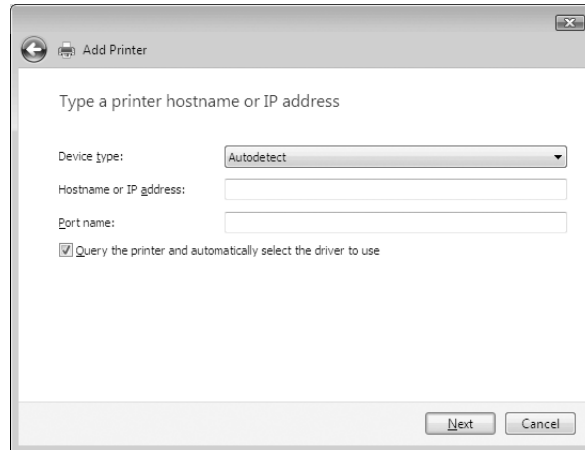 Add Printer
Type a printer hostname or IP address
Device type: Autodetect
Hostname or IP address:
Port name:
Query the printer and automatically select the driver to use
Next Cancel